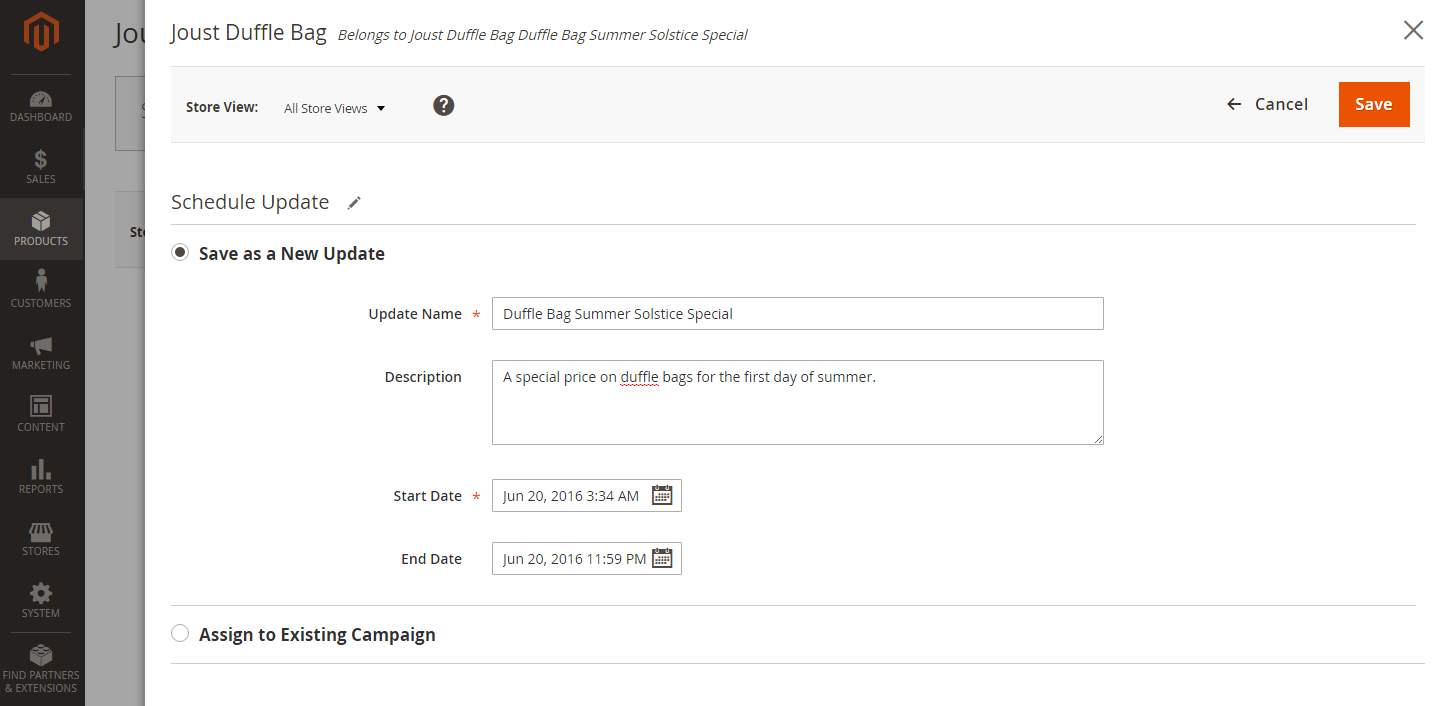 Jou
Joust Duffle Bag Belongs to Joust Duffle Bag Duffle Bag Summer Solstice Special
Store View: All Store Views ? Cancel Save
DASHBOARD
SALES
PRODUCTS
CUSTOMERS
MARKETING
CONTENT
REPORTS
STORES
SYSTEM
FIND PARTNERS
& EXTENSIONS
Sto
Schedule Update
Save as a New Update
Update Name * Duffle Bag Summer Solstice Special
Description A special price on duffle bags for the first day of summer.
Start Date * Jun 20, 2016 3:34 AM
End Date Jun 20, 2016 11:59 PM
Assign to Existing Campaign